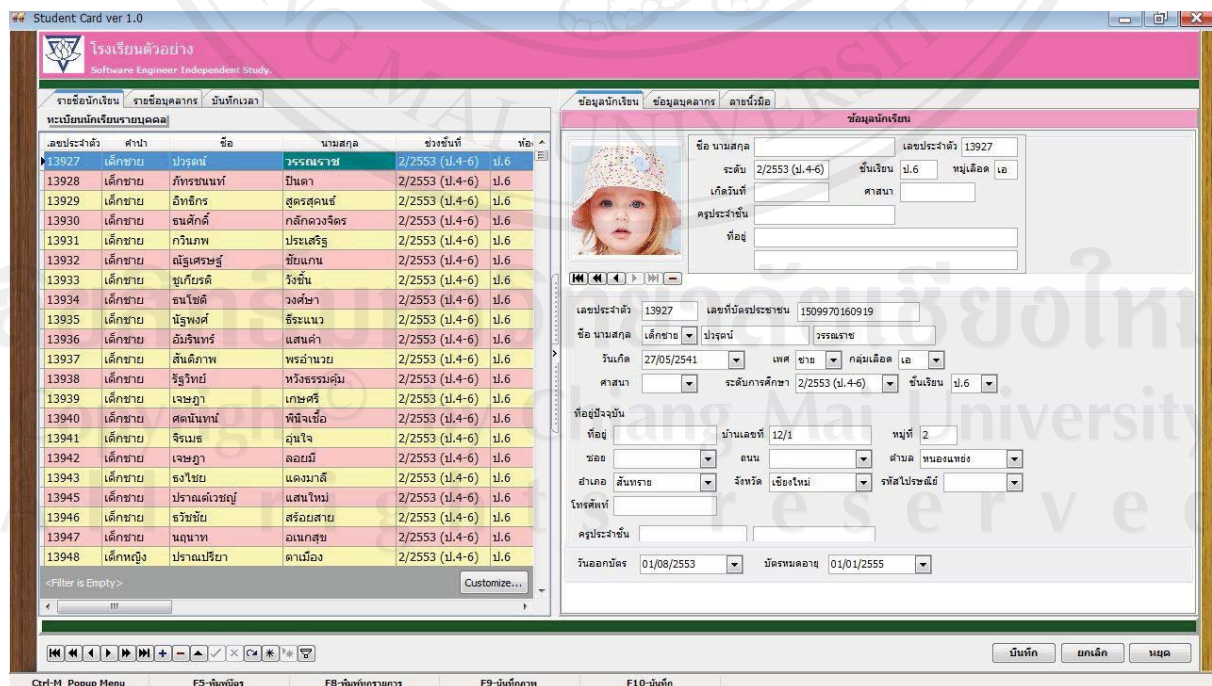 Student Card ver 1.0
โรงเรียนตัวอย่าง
Software Engineer Independent Study.
รายชื่อนักเรียน รายชื่อบุคลากร บันทึกเวลา
ทะเบียนนักเรียนรายบุคคล
เลขประจำตัว คำนำ ชื่อ นามสกุล ช่วงชั้นที่ ห้อง
13927 เด็กชาย ปวรุตน์ วรรณราช 2/2553 (ป.4-6) ป.6
13928 เด็กชาย ภัทรชนนท์ ปินตา 2/2553 (ป.4-6) ป.6
13929 เด็กชาย อิทธิกร สูตรสุคนธ์ 2/2553 (ป.4-6) ป.6
13930 เด็กชาย ธนศักดิ์ กลักดวงจิตร 2/2553 (ป.4-6) ป.6
13931 เด็กชาย กวินภพ ประเสริฐ 2/2553 (ป.4-6) ป.6
13932 เด็กชาย ณัฐเศรษฐ์ ชัยแกน 2/2553 (ป.4-6) ป.6
13933 เด็กชาย ชูเกียรติ วังชิ้น 2/2553 (ป.4-6) ป.6
13934 เด็กชาย ธนโชติ วงศ์ษา 2/2553 (ป.4-6) ป.6
13935 เด็กชาย นัฐพงศ์ ธีระแนว 2/2553 (ป.4-6) ป.6
13936 เด็กชาย อัมรินทร์ แสนคำ 2/2553 (ป.4-6) ป.6
13937 เด็กชาย สันติภาพ พรอำนวย 2/2553 (ป.4-6) ป.6
13938 เด็กชาย รัฐวิทย์ หวังธรรมคุ้ม 2/2553 (ป.4-6) ป.6
13939 เด็กชาย เจษฎา เกษศรี 2/2553 (ป.4-6) ป.6
13940 เด็กชาย ศตนันทน์ พินิจเชื้อ 2/2553 (ป.4-6) ป.6
13941 เด็กชาย จิรเมธ อุ่นใจ 2/2553 (ป.4-6) ป.6
13942 เด็กชาย เจษฎา ลอยมี 2/2553 (ป.4-6) ป.6
13943 เด็กชาย ธงไชย แดงมาลี 2/2553 (ป.4-6) ป.6
13945 เด็กชาย ปราณต์เวชญ์ แสนใหม่ 2/2553 (ป.4-6) ป.6
13946 เด็กชาย ธวัชชัย สร้อยสาย 2/2553 (ป.4-6) ป.6
13947 เด็กชาย นฤนาท อเนกสุข 2/2553 (ป.4-6) ป.6
13948 เด็กหญิง ปราณปริยา ตาเมือง 2/2553 (ป.4-6) ป.6
<Filter is Empty> Customize...
ข้อมูลนักเรียน ข้อมูลบุคลากร ลายนิ้วมือ
ข้อมูลนักเรียน
ชื่อ นามสกุล เลขประจำตัว 13927
ระดับ 2/2553 (ป.4-6) ชั้นเรียน ป.6 หมู่เลือด เอ
เกิดวันที่ ศาสนา
ครูประจำชั้น
ที่อยู่
เลขประจำตัว 13927 เลขที่บัตรประชาชน 1509970160919
ชื่อ นามสกุล เด็กชาย ปวรุตน์ วรรณราช
วันเกิด 27/05/2541 เพศ ชาย กลุ่มเลือด เอ
ศาสนา ระดับการศึกษา 2/2553 (ป.4-6) ชั้นเรียน ป.6
ที่อยู่ปัจจุบัน
ที่อยู่ บ้านเลขที่ 12/1 หมู่ที่ 2
ซอย ถนน ตำบล หนองแหย่ง
อำเภอ สันทราย จังหวัด เชียงใหม่ รหัสไปรษณีย์
โทรศัพท์
ครูประจำชั้น
วันออกบัตร 01/08/2553 บัตรหมดอายุ 01/01/2555
บันทึก ยกเลิก หยุด
Ctrl-M Popup Menu F5-พิมพ์บัตร F8-พิมพ์บทรายการ F9-บันทึกภาพ F10-บันทึก
ลิขสิทธิ์มหาวิทยาลัยเชียงใหม่
Copyright © by Chiang Mai University
All rights reserved